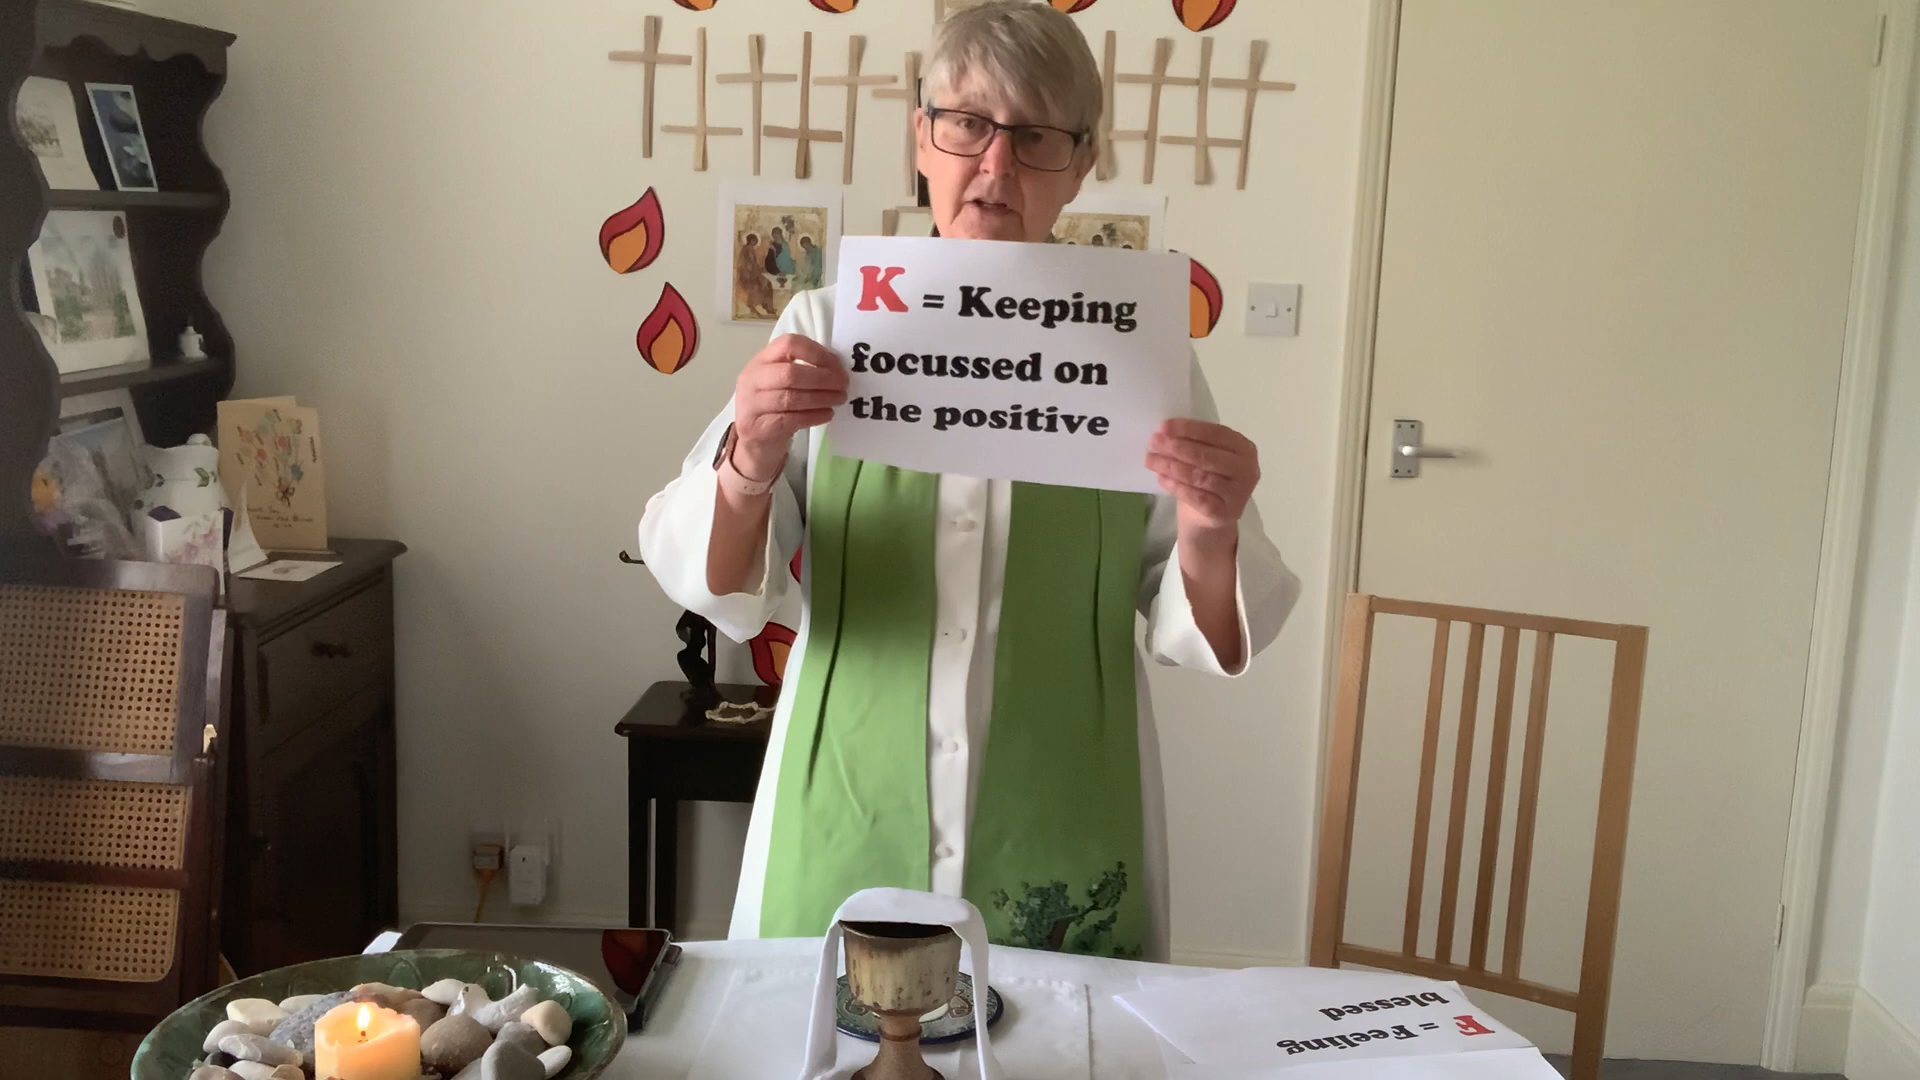 K = Keeping
focussed on
the positive
F = Feeling
blessed